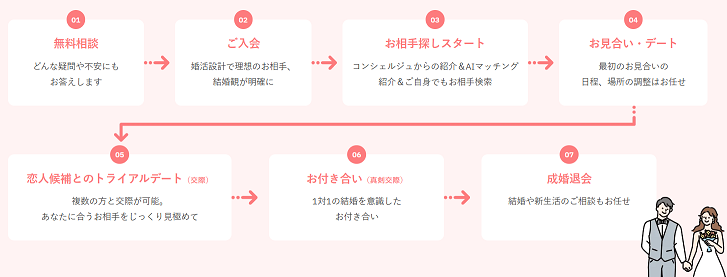 01
無料相談
どんな疑問や不安にも
お答えします
02
ご入会
婚活設計で理想のお相手、
結婚観が明確に
03
お相手探しスタート
コンシェルジュからの紹介＆AIマッチング
紹介＆ご自身でもお相手検索
04
お見合い・デート
最初のお見合いの
日程、場所の調整はお任せ
05
恋人候補とのトライアルデート（交際）
複数の方と交際が可能。
あなたに合うお相手をじっくり見極めて
06
お付き合い（真剣交際）
1対1の結婚を意識した
お付き合い
07
成婚退会
結婚や新生活のご相談もお任せ